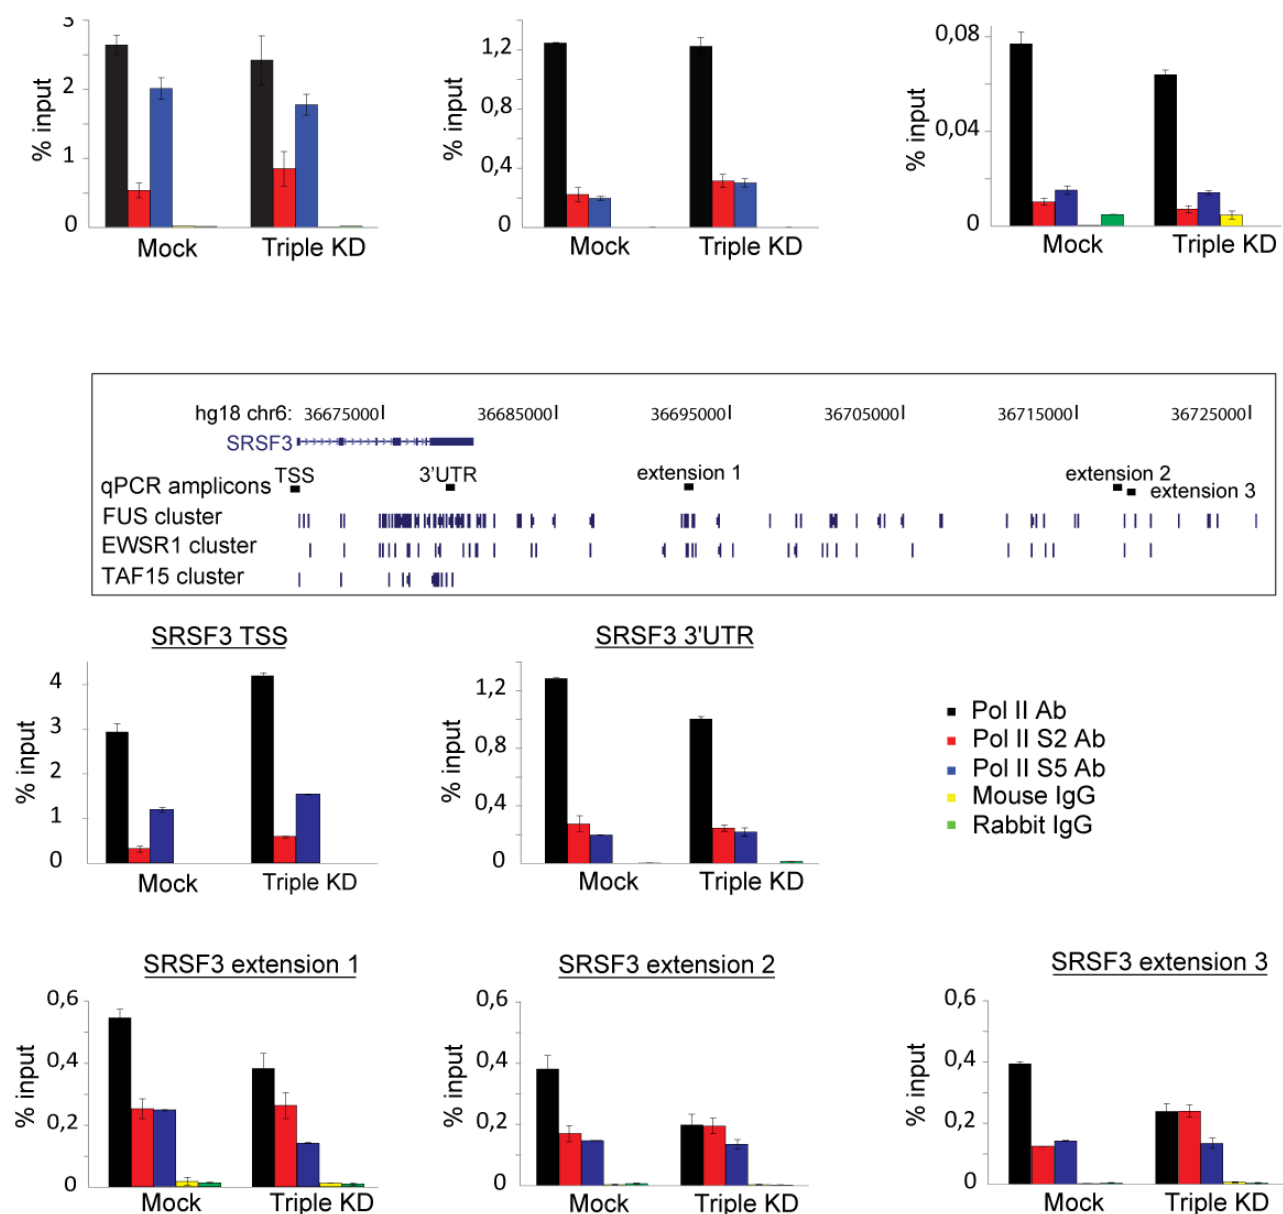 3
2
1
0
% input
Mock Triple KD
1,2
0,8
0,4
0
% input
Mock Triple KD
0,08
0,04
0
% input
Mock Triple KD
hg18 chr6: 36675000 36685000 36695000 36705000 36715000 36725000
SRSF3
qPCR amplicons TSS 3'UTR extension 1 extension 2 extension 3
FUS cluster
EWSR1 cluster
TAF15 cluster
SRSF3 TSS
4
3
2
1
0
% input
Mock Triple KD
SRSF3 3'UTR
1,2
0,8
0,4
0
% input
Mock Triple KD
Pol II Ab
Pol II S2 Ab
Pol II S5 Ab
Mouse IgG
Rabbit IgG
SRSF3 extension 1
0,6
0,4
0,2
0
% input
Mock Triple KD
SRSF3 extension 2
0,6
0,4
0,2
0
% input
Mock Triple KD
SRSF3 extension 3
0,6
0,4
0,2
0
% input
Mock Triple KD